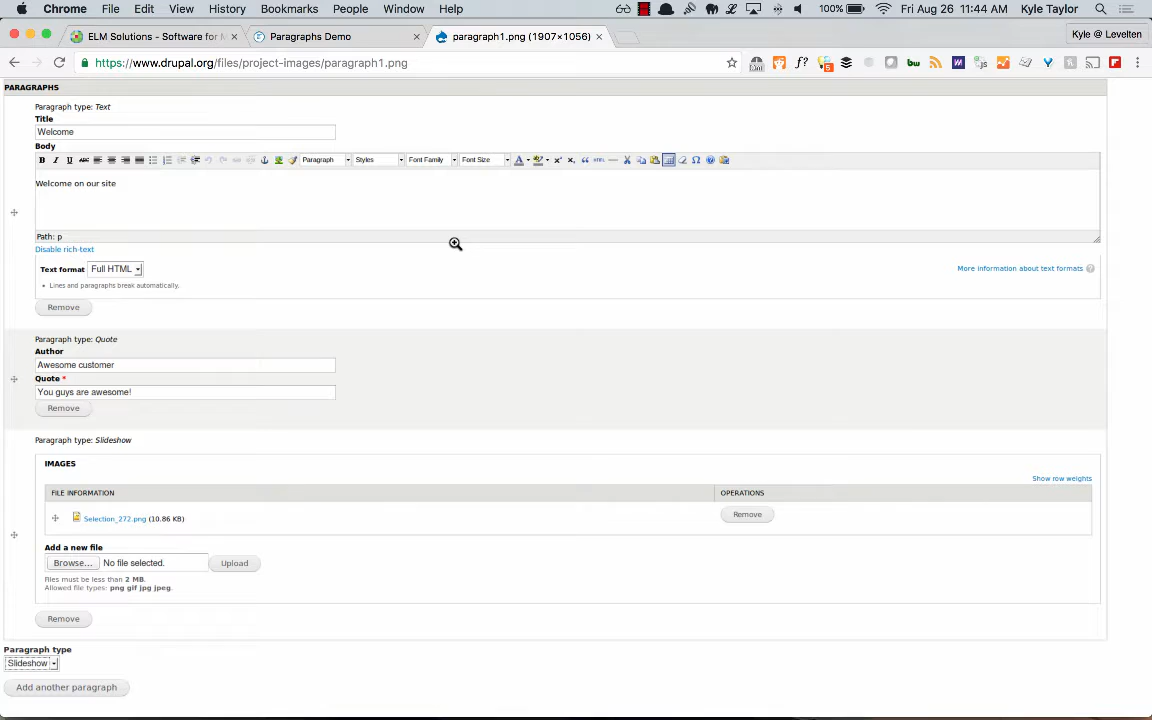 Chrome File Edit View History Bookmarks People Window Help 100% Fri Aug 26 11:44 AM Kyle Taylor
ELM Solutions - Software for M Paragraphs Demo paragraph1.png (1907×1056) Kyle @ Levelten
https://www.drupal.org/files/project-images/paragraph1.png
PARAGRAPHS
Paragraph type: Text
Title
Welcome
Body
Paragraph Styles Font Family Font Size
Welcome on our site
Path: p
Disable rich-text
Text format Full HTML More information about text formats
Lines and paragraphs break automatically.
Remove
Paragraph type: Quote
Author
Awesome customer
Quote *
You guys are awesome!
Remove
Paragraph type: Slideshow
IMAGES
Show row weights
FILE INFORMATION OPERATIONS
Selection_272.png (10.86 KB) Remove
Add a new file
Browse... No file selected. Upload
Files must be less than 2 MB.
Allowed file types: png gif jpg jpeg.
Remove
Paragraph type
Slideshow
Add another paragraph